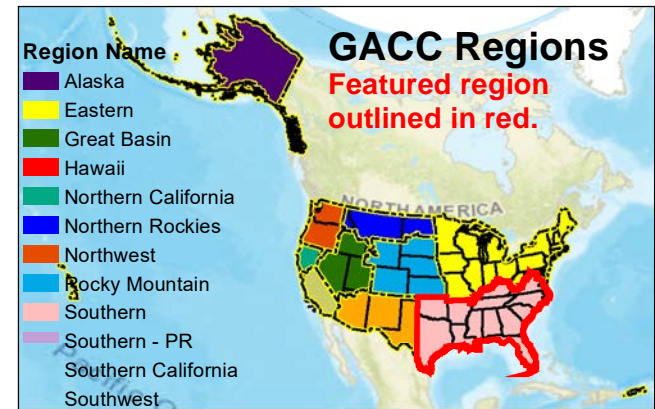 GACC Regions
Featured region
outlined in red.
Region Name
Alaska
Eastern
Great Basin
Hawaii
Northern California
Northern Rockies
Northwest
Rocky Mountain
Southern
Southern - PR
Southern California
Southwest
NORTH AMERICA
Pacific O